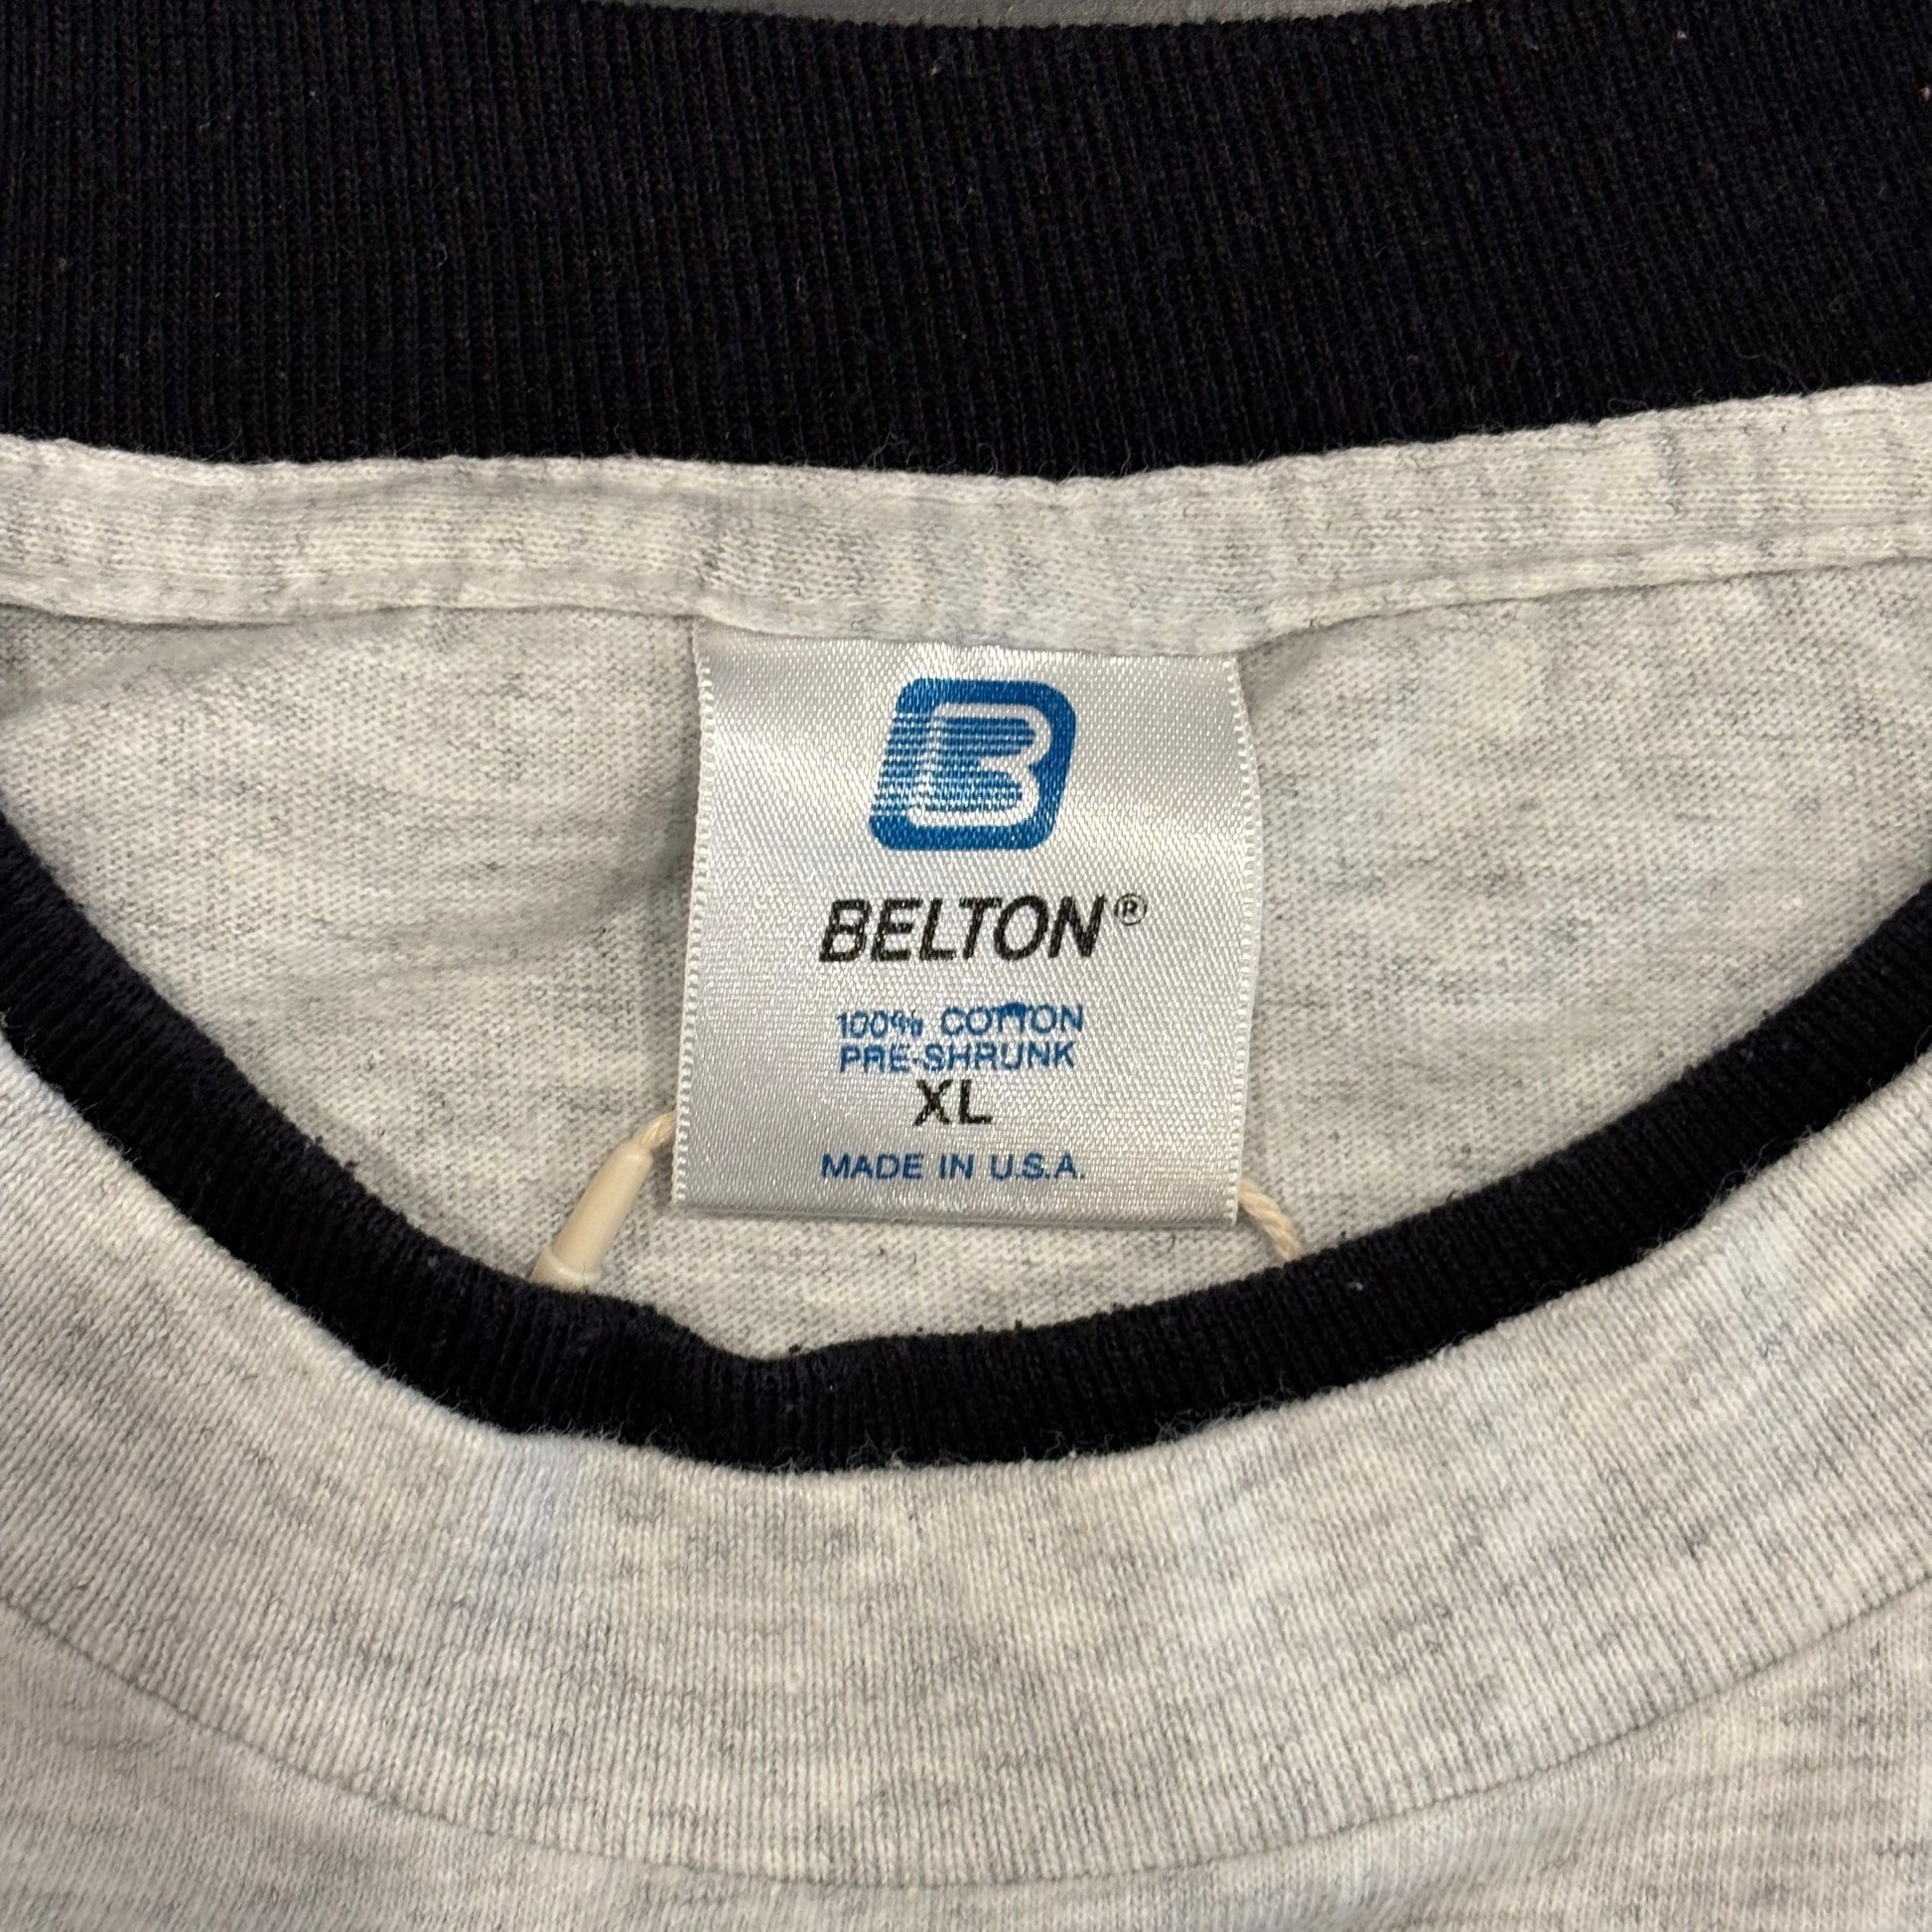 B
BELTON®
100% COTTON
PRE-SHRUNK
XL
MADE IN U.S.A.